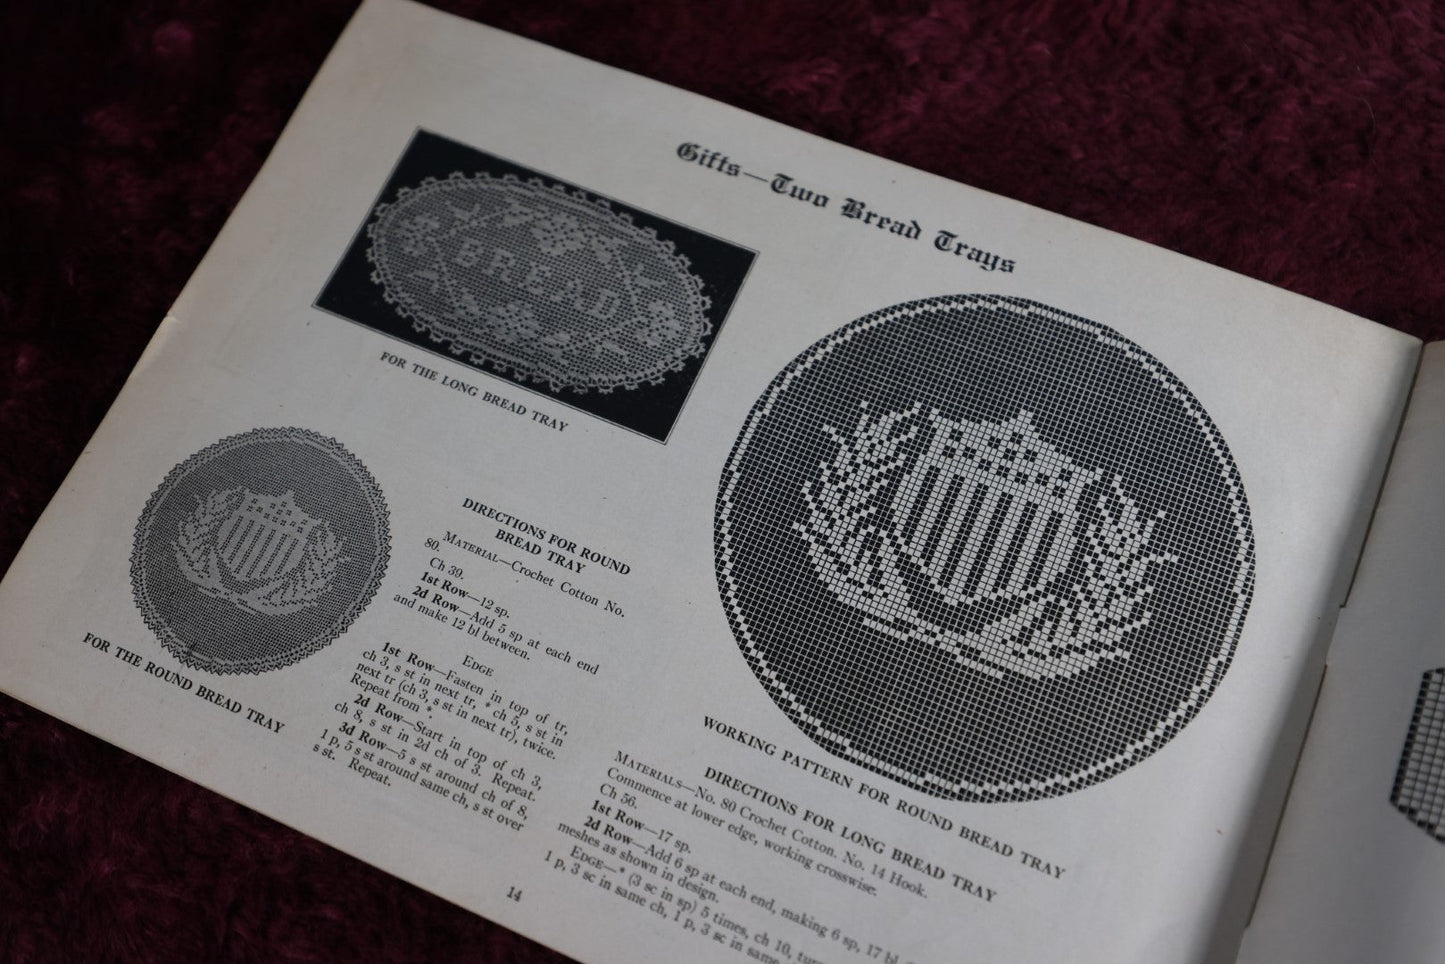 Gifts—Two Bread Trays
BREAD
FOR THE LONG BREAD TRAY
FOR THE ROUND BREAD TRAY
DIRECTIONS FOR ROUND
BREAD TRAY
MATERIAL—Crochet Cotton No.
80.
Ch 39.
1st Row—12 sp.
2d Row—Add 5 sp at each end
and make 12 bl between.
EDGE
1st Row—Fasten in top of tr,
ch 3, s st in next tr, * ch 5, s st in
next tr (ch 3, s st in next tr), twice.
Repeat from *.
2d Row—Start in top of ch 3,
ch 8, s st in 2d ch of 3. Repeat.
3d Row—5 s st around ch of 8,
1 p, 5 s st around same ch, s st over
s st. Repeat.
WORKING PATTERN FOR ROUND BREAD TRAY
DIRECTIONS FOR LONG BREAD TRAY
MATERIALS—No. 80 Crochet Cotton. No. 14 Hook.
Commence at lower edge, working crosswise.
Ch 56.
1st Row—17 sp.
2d Row—Add 6 sp at each end, making 6 sp, 17 bl
meshes as shown in design.
EDGE—* (3 sc in sp) 5 times, ch 10,
1 p, 3 sc in same ch, 1 p, 3 sc in same
14